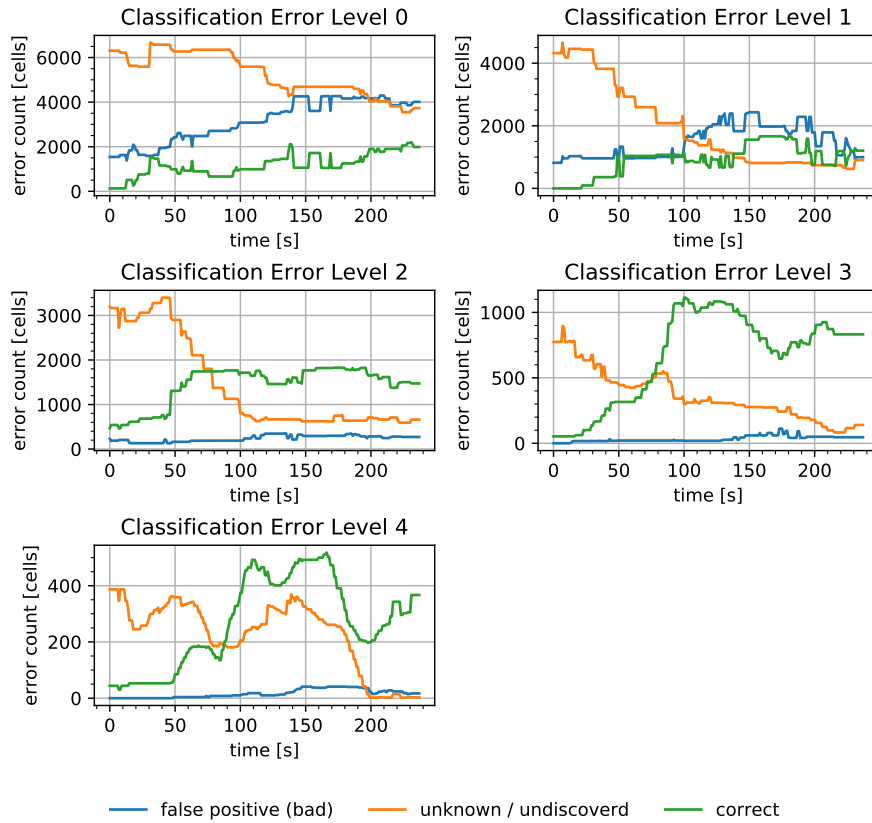 Classification Error Level 0
error count [cells]
6000
4000
2000
0
0 50 100 150 200
time [s]
Classification Error Level 1
error count [cells]
4000
2000
0
0 50 100 150 200
time [s]
Classification Error Level 2
error count [cells]
3000
2000
1000
0
0 50 100 150 200
time [s]
Classification Error Level 3
error count [cells]
1000
500
0
0 50 100 150 200
time [s]
Classification Error Level 4
error count [cells]
400
200
0
0 50 100 150 200
time [s]
false positive (bad) unknown / undiscoverd correct